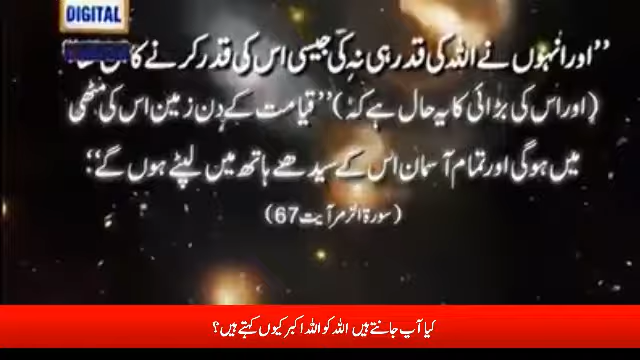 DIGITAL
”اور انہوں نے اللہ کی قدر ہی نہ کی جیسی اس کی قدر کرنے کا
(اور اس کی بڑائی کا یہ حال ہے کہ)”قیامت کے دن زمین اس کی مٹھی
میں ہوگی اور تمام آسمان اس کے سیدھے ہاتھ میں لپٹے ہوں گے“
(سورۃ الزمر آیت 67)
کیا آپ جانتے ہیں اللہ کو اللہ اکبر کیوں کہتے ہیں؟